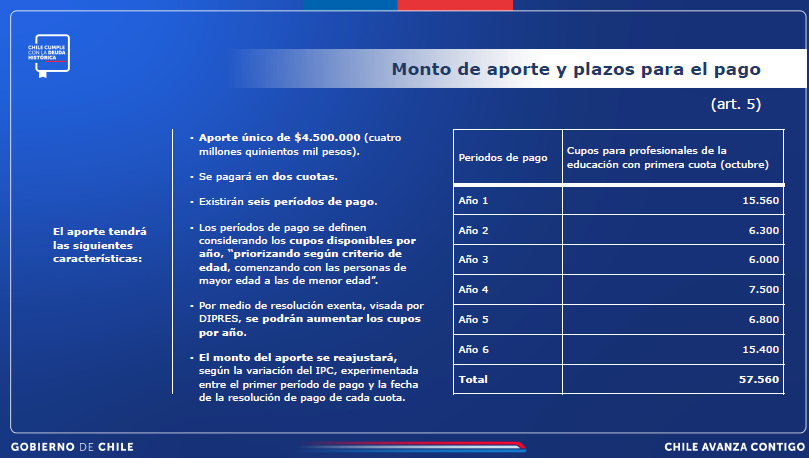 CHILE CUMPLE
CON LA DEUDA
HISTÓRICA
Monto de aporte y plazos para el pago
(art. 5)
El aporte tendrá
las siguientes
características:
- Aporte único de $4.500.000 (cuatro
millones quinientos mil pesos).
- Se pagará en dos cuotas.
- Existirán seis períodos de pago.
- Los períodos de pago se definen
considerando los cupos disponibles por
año, “priorizando según criterio de
edad, comenzando con las personas de
mayor edad a las de menor edad”.
- Por medio de resolución exenta, visada por
DIPRES, se podrán aumentar los cupos
por año.
- El monto del aporte se reajustará,
según la variación del IPC, experimentada
entre el primer período de pago y la fecha
de la resolución de pago de cada cuota.
Periodos de pago
Cupos para profesionales de la
educación con primera cuota (octubre)
Año 1 15.560
Año 2 6.300
Año 3 6.000
Año 4 7.500
Año 5 6.800
Año 6 15.400
Total 57.560
GOBIERNO DE CHILE
CHILE AVANZA CONTIGO